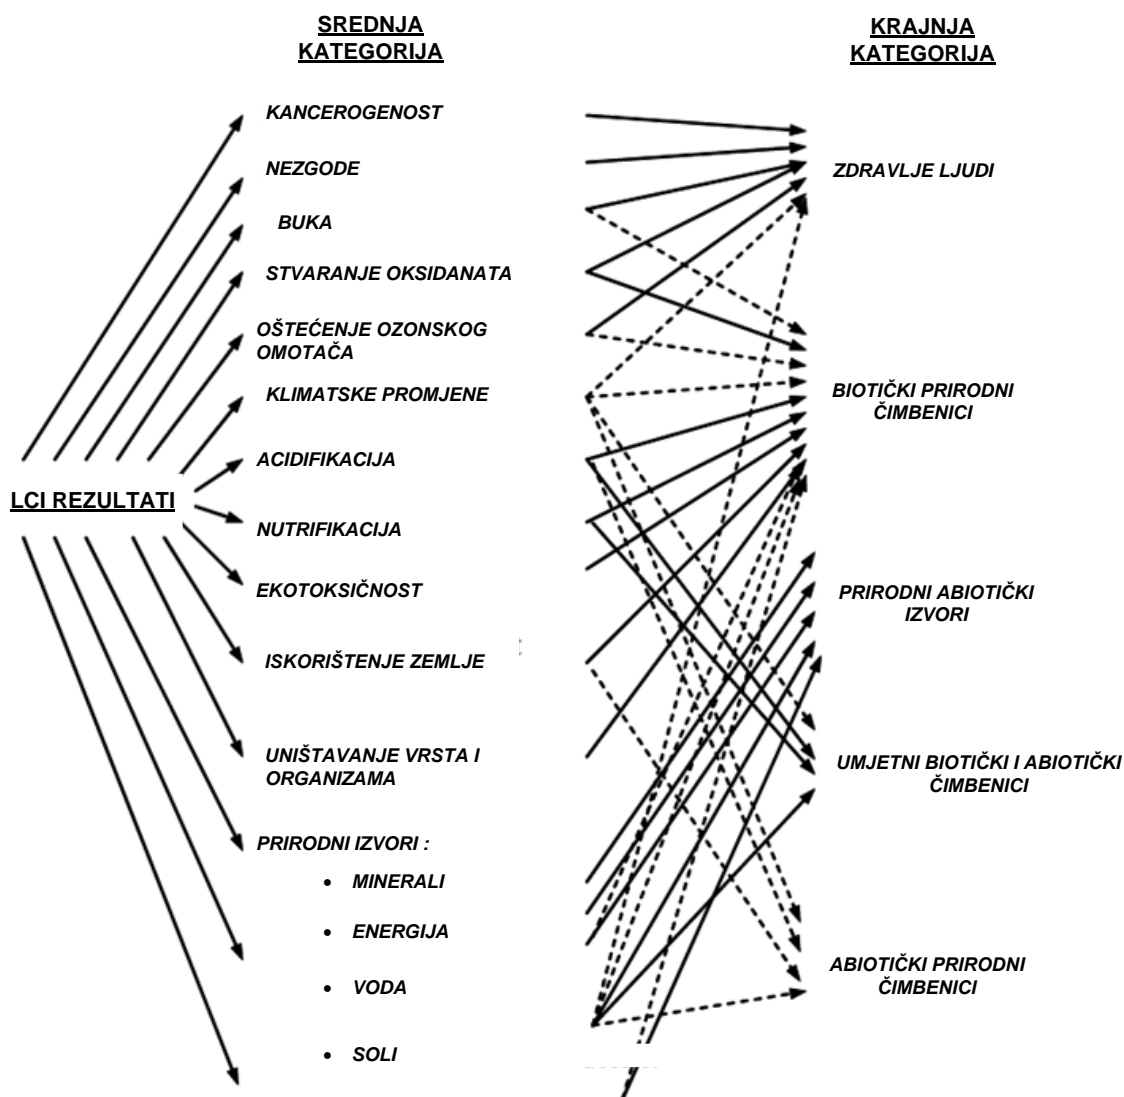 SREDNJA
KATEGORIJA
KRAJNJA
KATEGORIJA
KANCEROGENOST
NEZGODE
BUKA
STVARANJE OKSIDANATA
OŠTEĆENJE OZONSKOG
OMOTAČA
KLIMATSKE PROMJENE
ACIDIFIKACIJA
LCI REZULTATI
NUTRIFIKACIJA
EKOTOKSIČNOST
ISKORIŠTENJE ZEMLJE
UNIŠTAVANJE VRSTA I
ORGANIZAMA
PRIRODNI IZVORI :
• MINERALI
• ENERGIJA
• VODA
• SOLI
ZDRAVLJE LJUDI
BIOTIČKI PRIRODNI
ČIMBENICI
PRIRODNI ABIOTIČKI
IZVORI
UMJETNI BIOTIČKI I ABIOTIČKI
ČIMBENICI
ABIOTIČKI PRIRODNI
ČIMBENICI